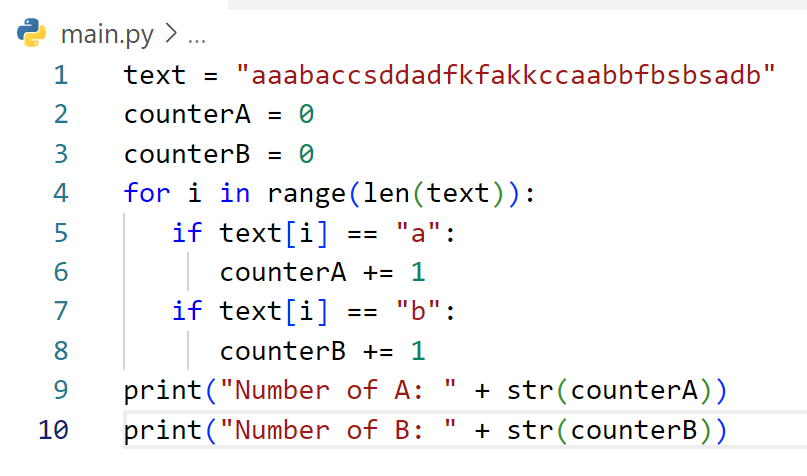 main.py > ...
1 text = "aaabaccsddadfkfakkccaabbfbsbsadb"
2 counterA = 0
3 counterB = 0
4 for i in range(len(text)):
5 if text[i] == "a":
6 counterA += 1
7 if text[i] == "b":
8 counterB += 1
9 print("Number of A: " + str(counterA))
10 print("Number of B: " + str(counterB))